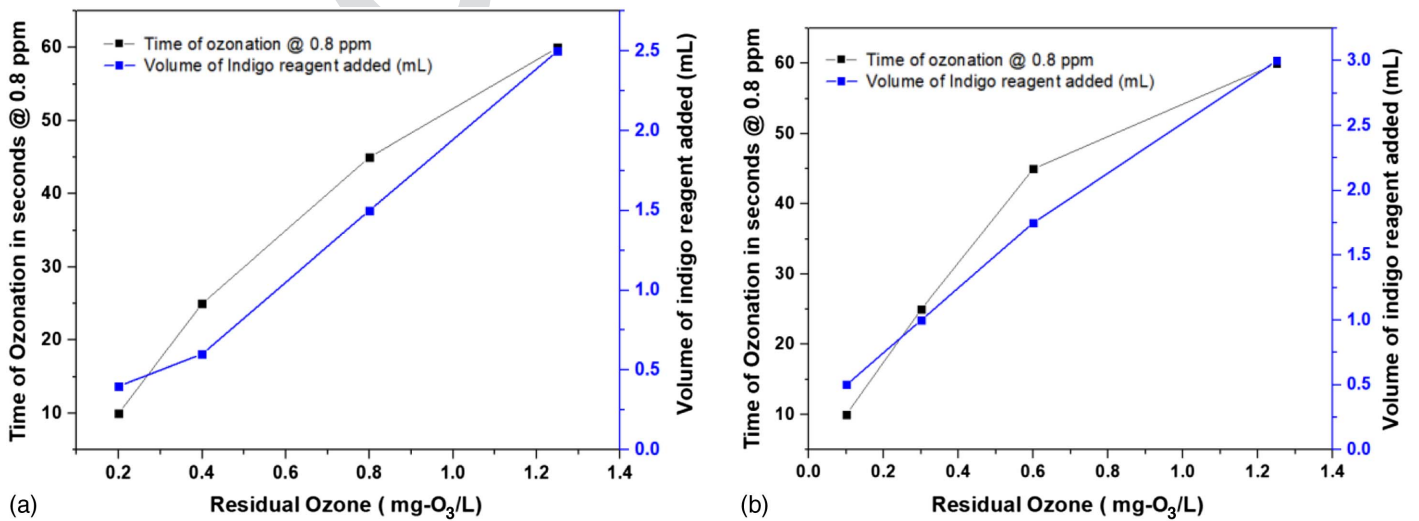 Time of Ozonation in seconds @ 0.8 ppm
60
50
40
30
20
10
Time of ozonation @ 0.8 ppm
Volume of Indigo reagent added (mL)
2.5
2.0
1.5
1.0
0.5
0.0
Volume of indigo reagent added (mL)
0.2 0.4 0.6 0.8 1.0 1.2 1.4
Residual Ozone ( mg-O₃/L)
(a)
Time of Ozonation in seconds @ 0.8 ppm
60
50
40
30
20
10
Time of ozonation @ 0.8 ppm
Volume of Indigo reagent added (mL)
3.0
2.5
2.0
1.5
1.0
0.5
0.0
Volume of indigo reagent added (mL)
0.0 0.2 0.4 0.6 0.8 1.0 1.2 1.4
Residual Ozone ( mg-O₃/L)
(b)